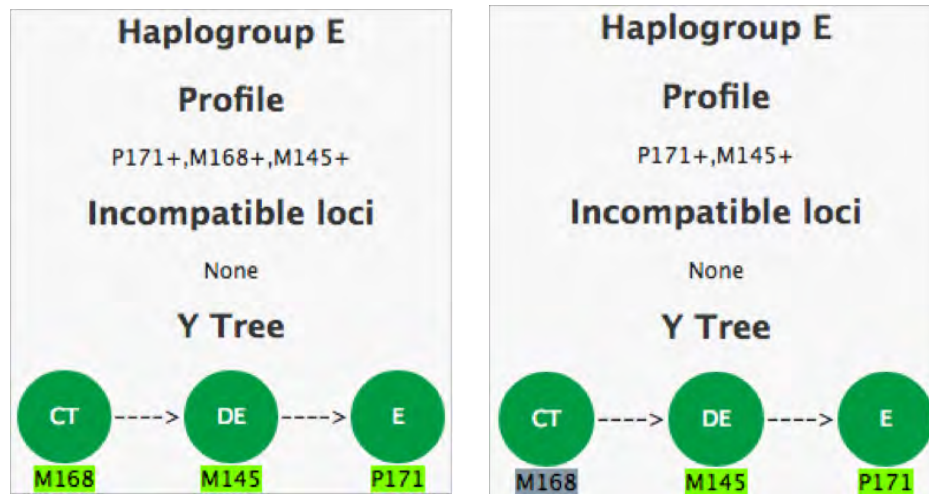 Haplogroup E
Profile
P171+,M168+,M145+
Incompatible loci
None
Y Tree
CT ----> DE ----> E
M168 M145 P171
Haplogroup E
Profile
P171+,M145+
Incompatible loci
None
Y Tree
CT ----> DE ----> E
M168 M145 P171